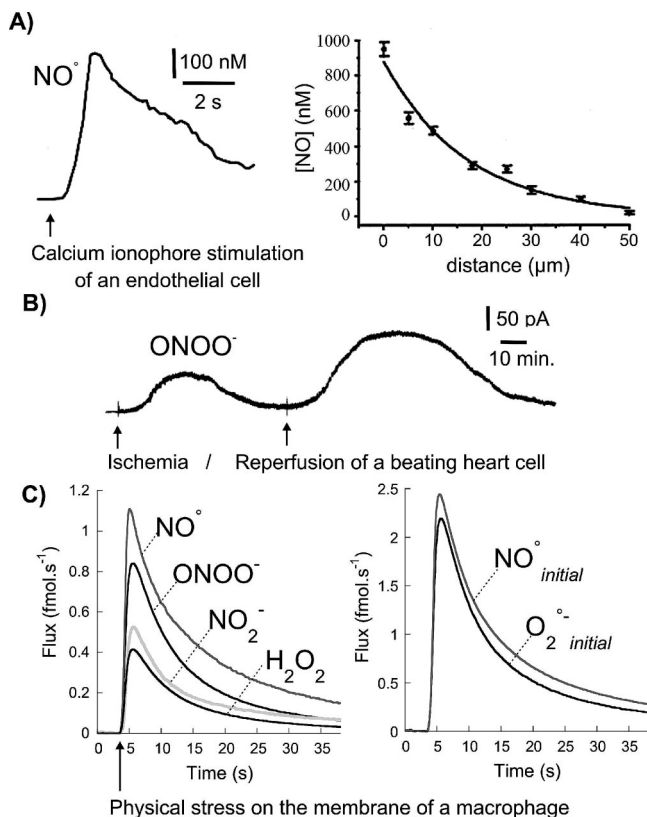 A)
NO°
100 nM
2 s
Calcium ionophore stimulation
of an endothelial cell
[NO] (nM)
1000
800
600
400
200
0
0 10 20 30 40 50
distance (µm)
B)
ONOO⁻
50 pA
10 min.
Ischemia / Reperfusion of a beating heart cell
C)
Flux (fmol.s⁻¹)
1.2
1
0.8
0.6
0.4
0.2
0
NO°
ONOO⁻
NO₂⁻
H₂O₂
0 5 10 15 20 25 30 35
Time (s)
Flux (fmol.s⁻¹)
2.5
2.0
1.5
1.0
0.5
0
NO° initial
O₂°⁻ initial
0 5 10 15 20 25 30 35
Time (s)
Physical stress on the membrane of a macrophage